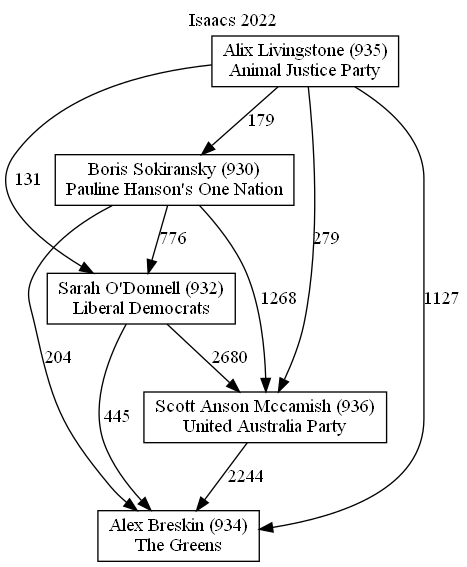 Isaacs 2022
Alix Livingstone (935)
Animal Justice Party
179
Boris Sokiransky (930)
Pauline Hanson's One Nation
131
776
279
Sarah O'Donnell (932)
Liberal Democrats
1268
1127
204
2680
Scott Anson Mccamish (936)
United Australia Party
445
2244
Alex Breskin (934)
The Greens